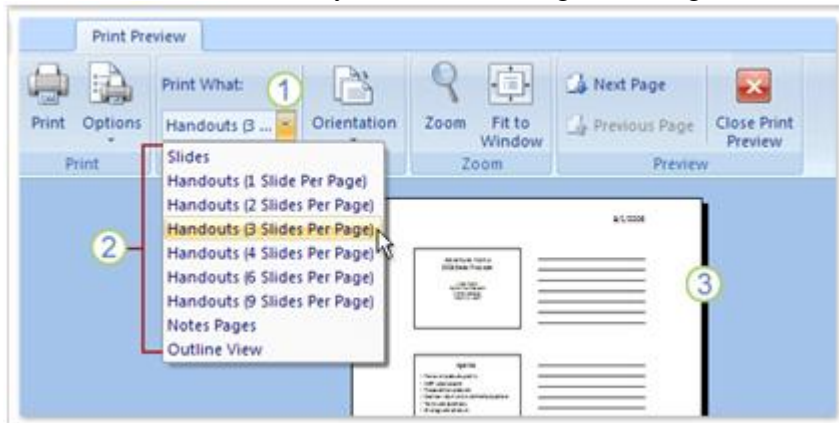 Print Preview
Print What: 1
Handouts (3 ...
Print
Options
Orientation
Zoom
Fit to
Window
Next Page
Previous Page
Close Print
Preview
Print
Zoom
Preview
Slides
Handouts (1 Slide Per Page)
Handouts (2 Slides Per Page)
Handouts (3 Slides Per Page)
Handouts (4 Slides Per Page)
Handouts (6 Slides Per Page)
Handouts (9 Slides Per Page)
Notes Pages
Outline View
2
3
Agenda